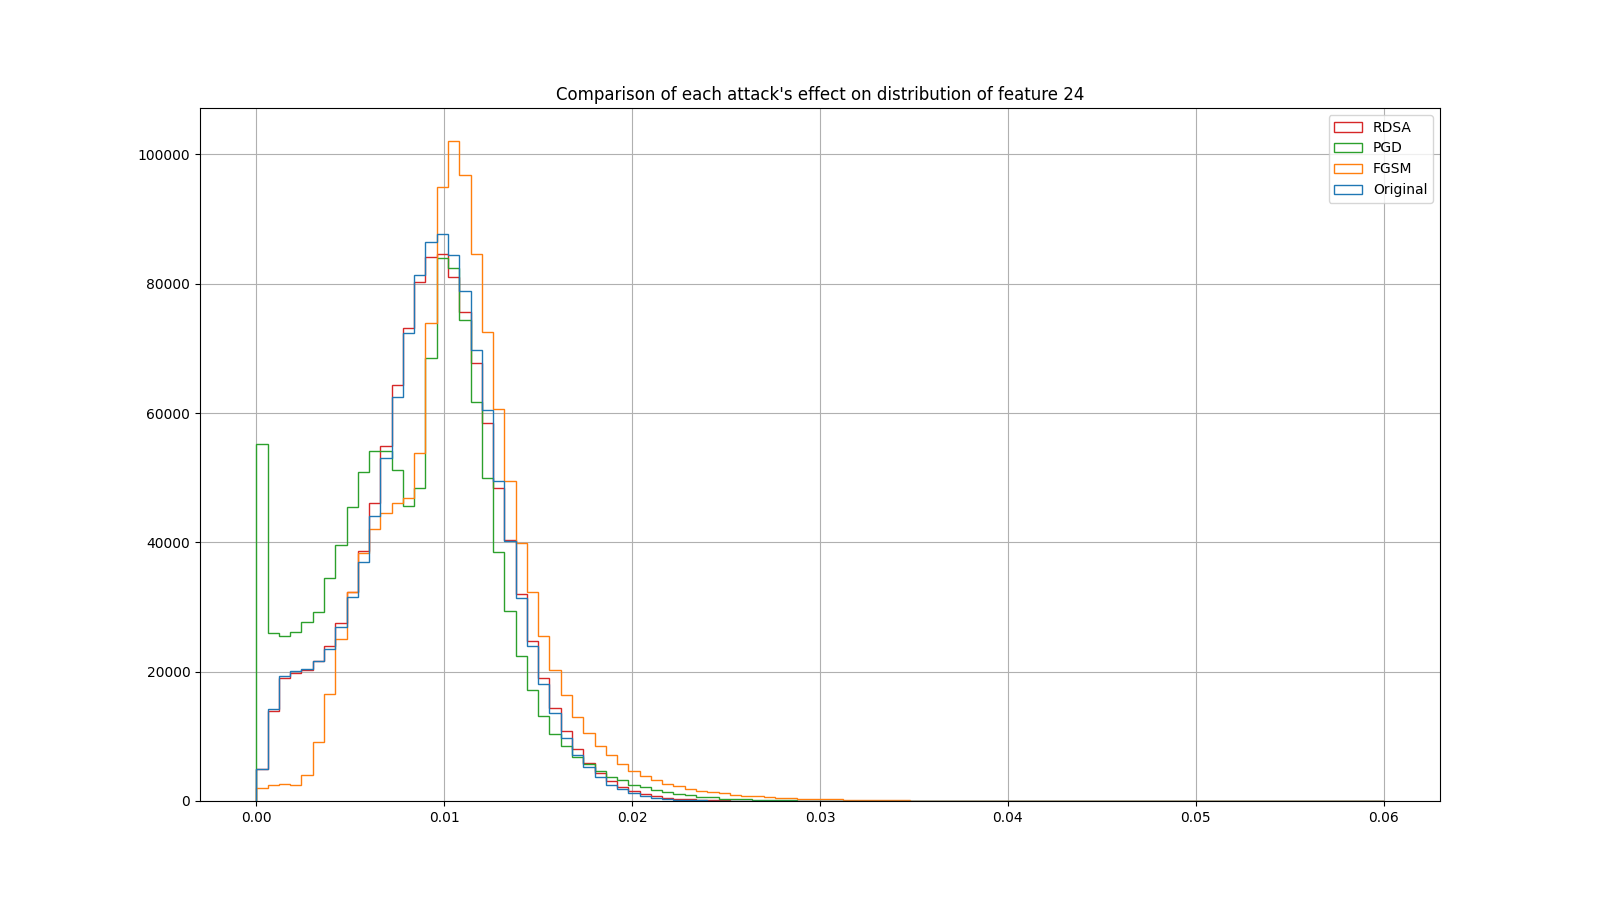 Comparison of each attack's effect on distribution of feature 24
RDSA
PGD
FGSM
Original
100000
80000
60000
40000
20000
0
0.00 0.01 0.02 0.03 0.04 0.05 0.06